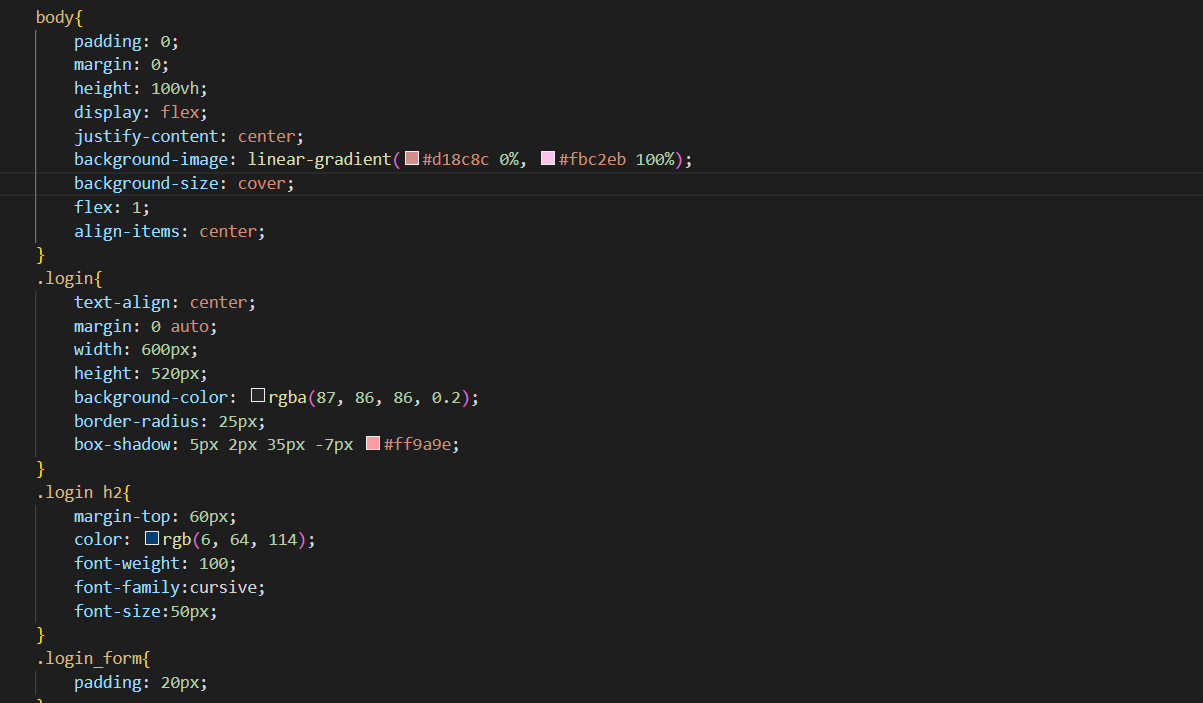 body{
    padding: 0;
    margin: 0;
    height: 100vh;
    display: flex;
    justify-content: center;
    background-image: linear-gradient(#d18c8c 0%, #fbc2eb 100%);
    background-size: cover;
    flex: 1;
    align-items: center;
}
.login{
    text-align: center;
    margin: 0 auto;
    width: 600px;
    height: 520px;
    background-color: rgba(87, 86, 86, 0.2);
    border-radius: 25px;
    box-shadow: 5px 2px 35px -7px #ff9a9e;
}
.login h2{
    margin-top: 60px;
    color: rgb(6, 64, 114);
    font-weight: 100;
    font-family:cursive;
    font-size:50px;
}
.login_form{
    padding: 20px;
}